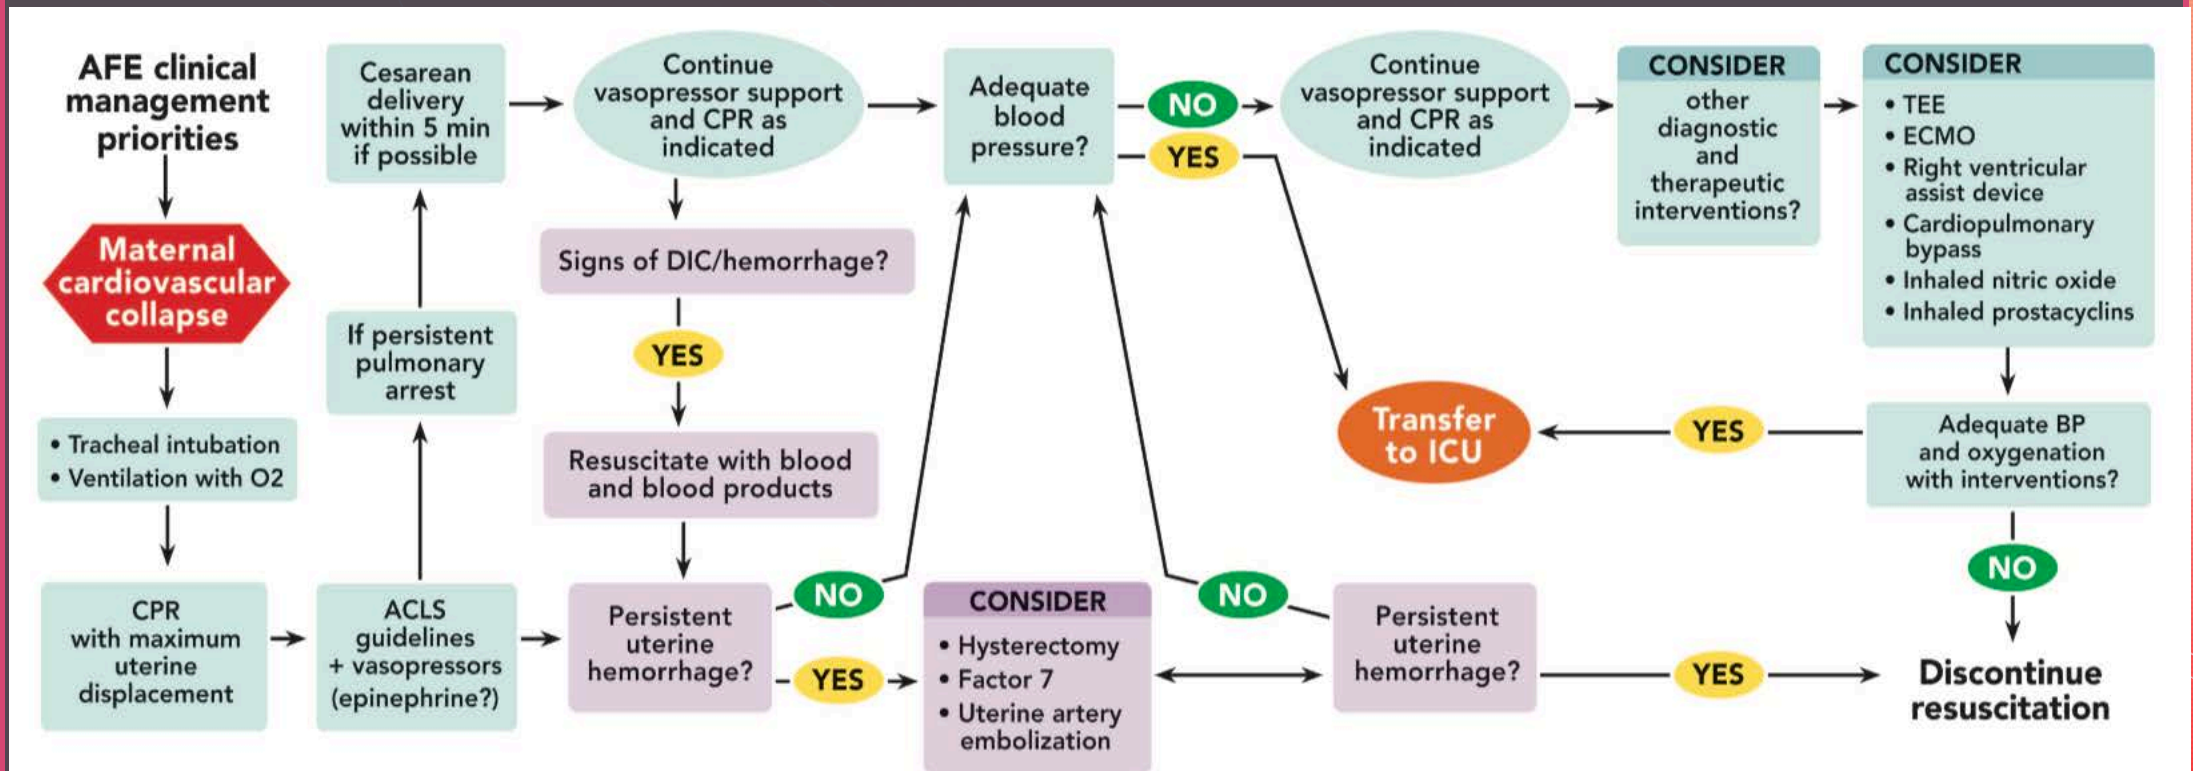 AFE clinical
management
priorities
Maternal
cardiovascular
collapse
• Tracheal intubation
• Ventilation with O2
CPR
with maximum
uterine
displacement
ACLS
guidelines
+ vasopressors
(epinephrine?)
If persistent
pulmonary
arrest
Cesarean
delivery
within 5 min
if possible
Continue
vasopressor support
and CPR as
indicated
Signs of DIC/hemorrhage?
YES
Resuscitate with blood
and blood products
Persistent
uterine
hemorrhage?
NO
YES
CONSIDER
• Hysterectomy
• Factor 7
• Uterine artery
embolization
Persistent
uterine
hemorrhage?
NO
YES
Adequate
blood
pressure?
NO
YES
Continue
vasopressor support
and CPR as
indicated
CONSIDER
other
diagnostic
and
therapeutic
interventions?
CONSIDER
• TEE
• ECMO
• Right ventricular
assist device
• Cardiopulmonary
bypass
• Inhaled nitric oxide
• Inhaled prostacyclins
Adequate BP
and oxygenation
with interventions?
YES
Transfer
to ICU
NO
Discontinue
resuscitation